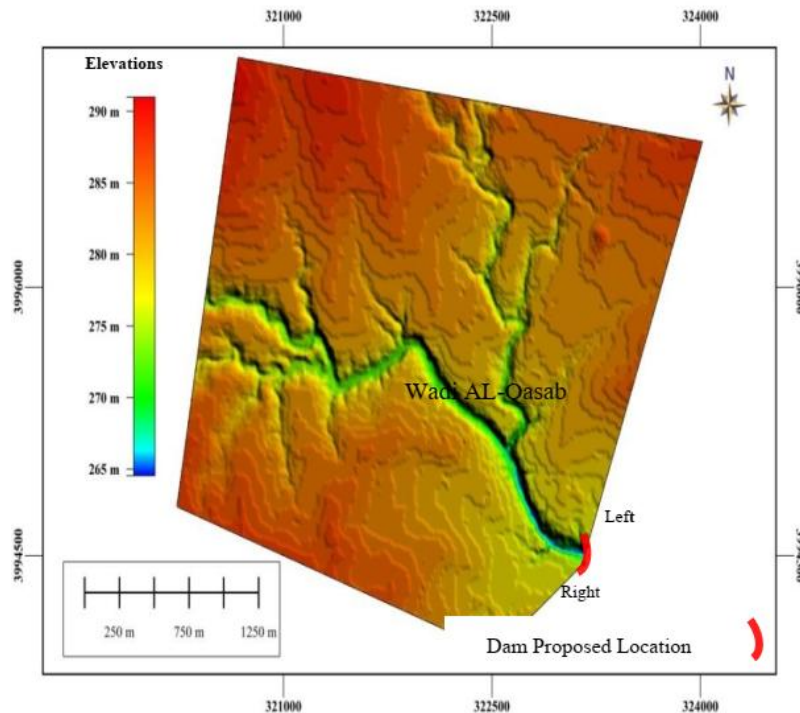 321000 322500 324000
Elevations
N
290 m
285 m
280 m
275 m
270 m
265 m
3996000
3994500
Wadi AL-Qasab
Left
Right
250 m 750 m 1250 m
Dam Proposed Location
321000 322500 324000